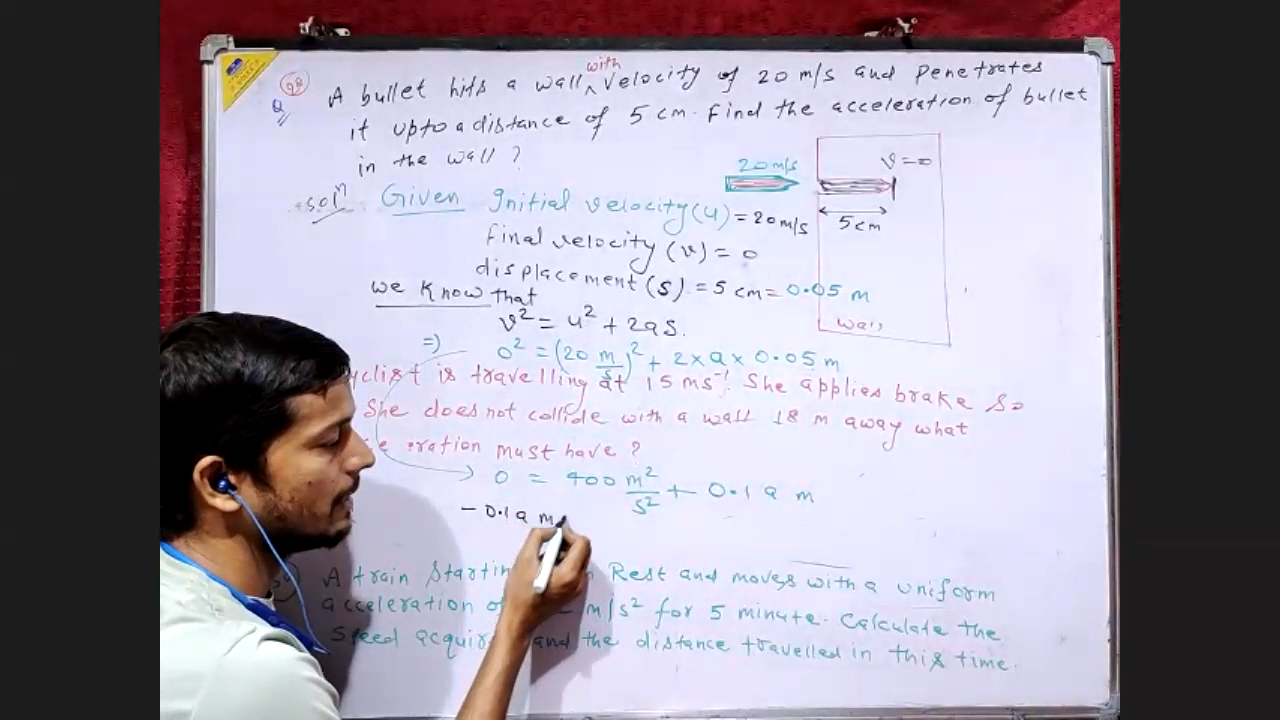 Q 98 A bullet hits a wall with velocity of 20 m/s and penetrates
it upto a distance of 5 cm. Find the acceleration of bullet
in the wall ?
20 m/s
v=0
5 cm
wall
solⁿ Given Initial velocity (u) = 20 m/s
Final velocity (v) = 0
displacement (s) = 5 cm = 0.05 m
we know that
v² = u² + 2as.
=> 0² = (20 m/s)² + 2 × a × 0.05 m
yclist is travelling at 15 ms⁻¹. She applies brake so
She does not collide with a wall 18 m away what
eration must have ?
0 = 400 m²/s² + 0.1 a m
- 0.1 a m
A train Startin Rest and moves with a uniform
acceleration of m/s² for 5 minute. Calculate the
speed acquir and the distance travelled in this time.